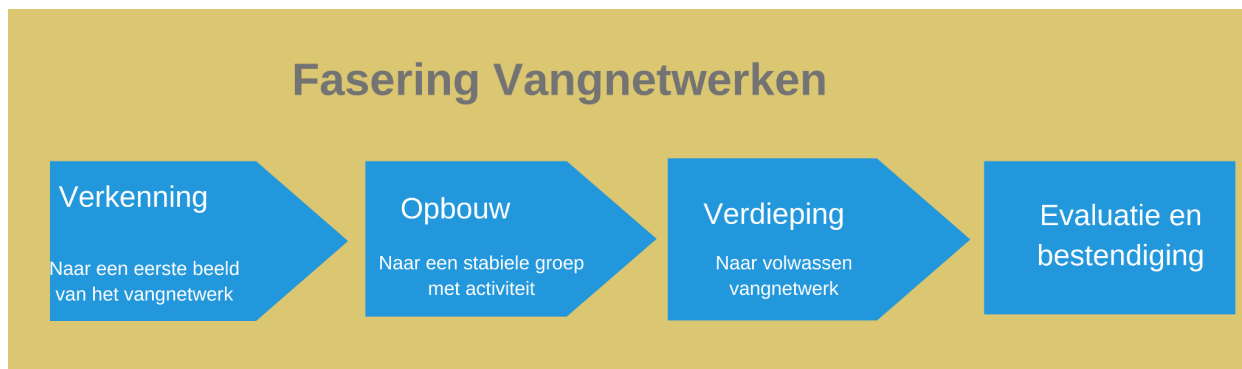 Fasering Vangnetwerken
Verkenning
Naar een eerste beeld
van het vangnetwerk
Opbouw
Naar een stabiele groep
met activiteit
Verdieping
Naar volwassen
vangnetwerk
Evaluatie en
bestendiging